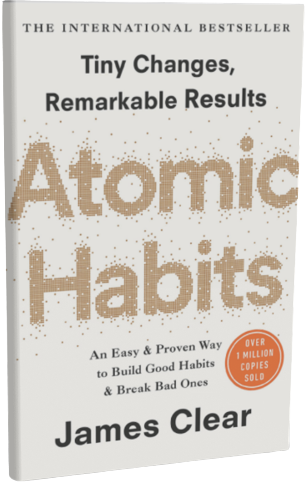 THE INTERNATIONAL BESTSELLER
Tiny Changes,
Remarkable Results
Atomic
Habits
An Easy & Proven Way
to Build Good Habits
& Break Bad Ones
OVER
1 MILLION
COPIES
SOLD
James Clear